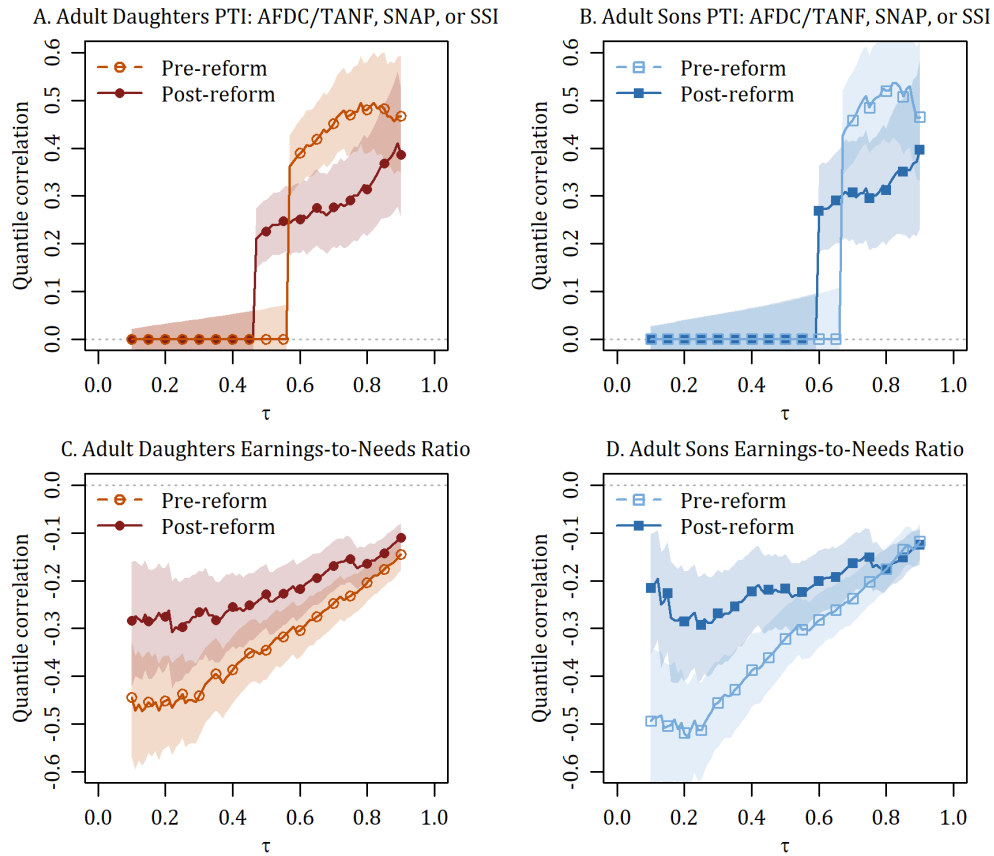 A. Adult Daughters PTI: AFDC/TANF, SNAP, or SSI
Quantile correlation
0.0 0.1 0.2 0.3 0.4 0.5 0.6
Pre-reform
Post-reform
0.0 0.2 0.4 0.6 0.8 1.0
τ
B. Adult Sons PTI: AFDC/TANF, SNAP, or SSI
Quantile correlation
0.0 0.1 0.2 0.3 0.4 0.5 0.6
Pre-reform
Post-reform
0.0 0.2 0.4 0.6 0.8 1.0
τ
C. Adult Daughters Earnings-to-Needs Ratio
Quantile correlation
-0.6 -0.5 -0.4 -0.3 -0.2 -0.1 0.0
Pre-reform
Post-reform
0.0 0.2 0.4 0.6 0.8 1.0
τ
D. Adult Sons Earnings-to-Needs Ratio
Quantile correlation
-0.6 -0.5 -0.4 -0.3 -0.2 -0.1 0.0
Pre-reform
Post-reform
0.0 0.2 0.4 0.6 0.8 1.0
τ